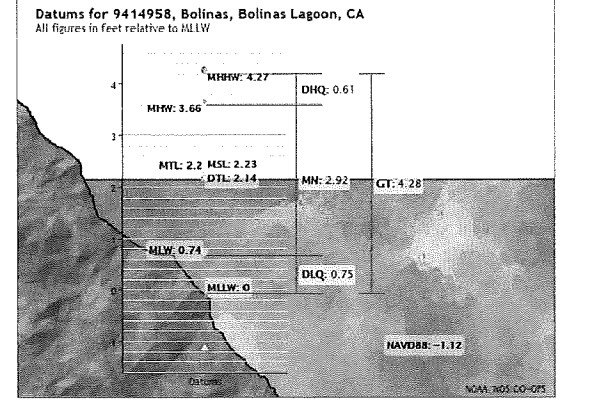 Datums for 9414958, Bolinas, Bolinas Lagoon, CA
All figures in feet relative to MLLW
MHHW: 4.27
4
DHQ: 0.61
MHW: 3.66
3
MTL: 2.2 MSL: 2.23
DTL: 2.14
MN: 2.92
GT: 4.28
2
1
MLW: 0.74
DLQ: 0.75
0
MLLW: 0
-1
NAVD88: -1.12
Datums
NOAA/NOS/CO-OPS